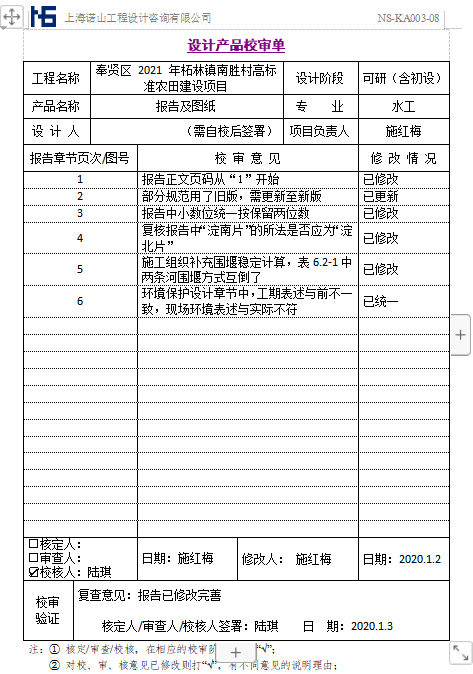 NS 上海诺山工程设计咨询有限公司 NS-KA003-08
设计产品校审单
工程名称 奉贤区 2021 年柘林镇南胜村高标准农田建设项目 设计阶段 可研（含初设）
产品名称 报告及图纸 专 业 水工
设 计 人 （需自校后签署） 项目负责人 施红梅
报告章节页次/图号 校 审 意 见 修 改 情 况
1 报告正文页码从“1”开始 已修改
2 部分规范用了旧版，需更新至新版 已更新
3 报告中小数位统一按保留两位数 已修改
4 复核报告中“淀南片”的所法是否应为“淀北片” 已修改
5 施工组织补充围堰稳定计算，表 6.2-1 中两条河围堰方式互倒了 已修改
6 环境保护设计章节中，工期表述与前不一致，现场环境表述与实际不符 已统一
☐核定人：
☐审查人：
☑校核人：陆琪
日期：施红梅 修改人： 施红梅 日期：2020.1.2
校审验证
复查意见：报告已修改完善
核定人/审查人/校核人签署：陆琪 日 期：2020.1.3
注：① 核定/审查/校核，在相应的校审阶 “√”；
② 对校、审、核意见已修改则打“√”，有不同意见的说明理由；